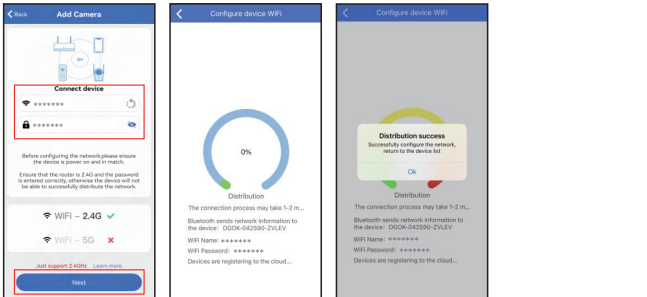 Back
Add Camera
Connect device
*******
*******
Before configuring the network,please ensure
the device is power on and in match.
Ensure that the router is 2.4G and the password
is entered correctly, otherwise the device will not
be able to successfully distribute the network.
WiFi – 2.4G
WiFi – 5G
Just support 2.4GHz Learn more
Next
Configure device WiFi
0%
Distribution
The connection process may take 1-2 m...
Bluetooth sends network information to
the device: DGOK-042590-ZVLEV
WiFi Name: *******
WiFi Password: *******
Devices are registering to the cloud...
Configure device WiFi
Distribution success
Successfully configure the network,
return to the device list
Ok
Distribution
The connection process may take 1-2 m...
Bluetooth sends network information to
the device: DGOK-042590-ZVLEV
WiFi Name: *******
WiFi Password: *******
Devices are registering to the cloud...